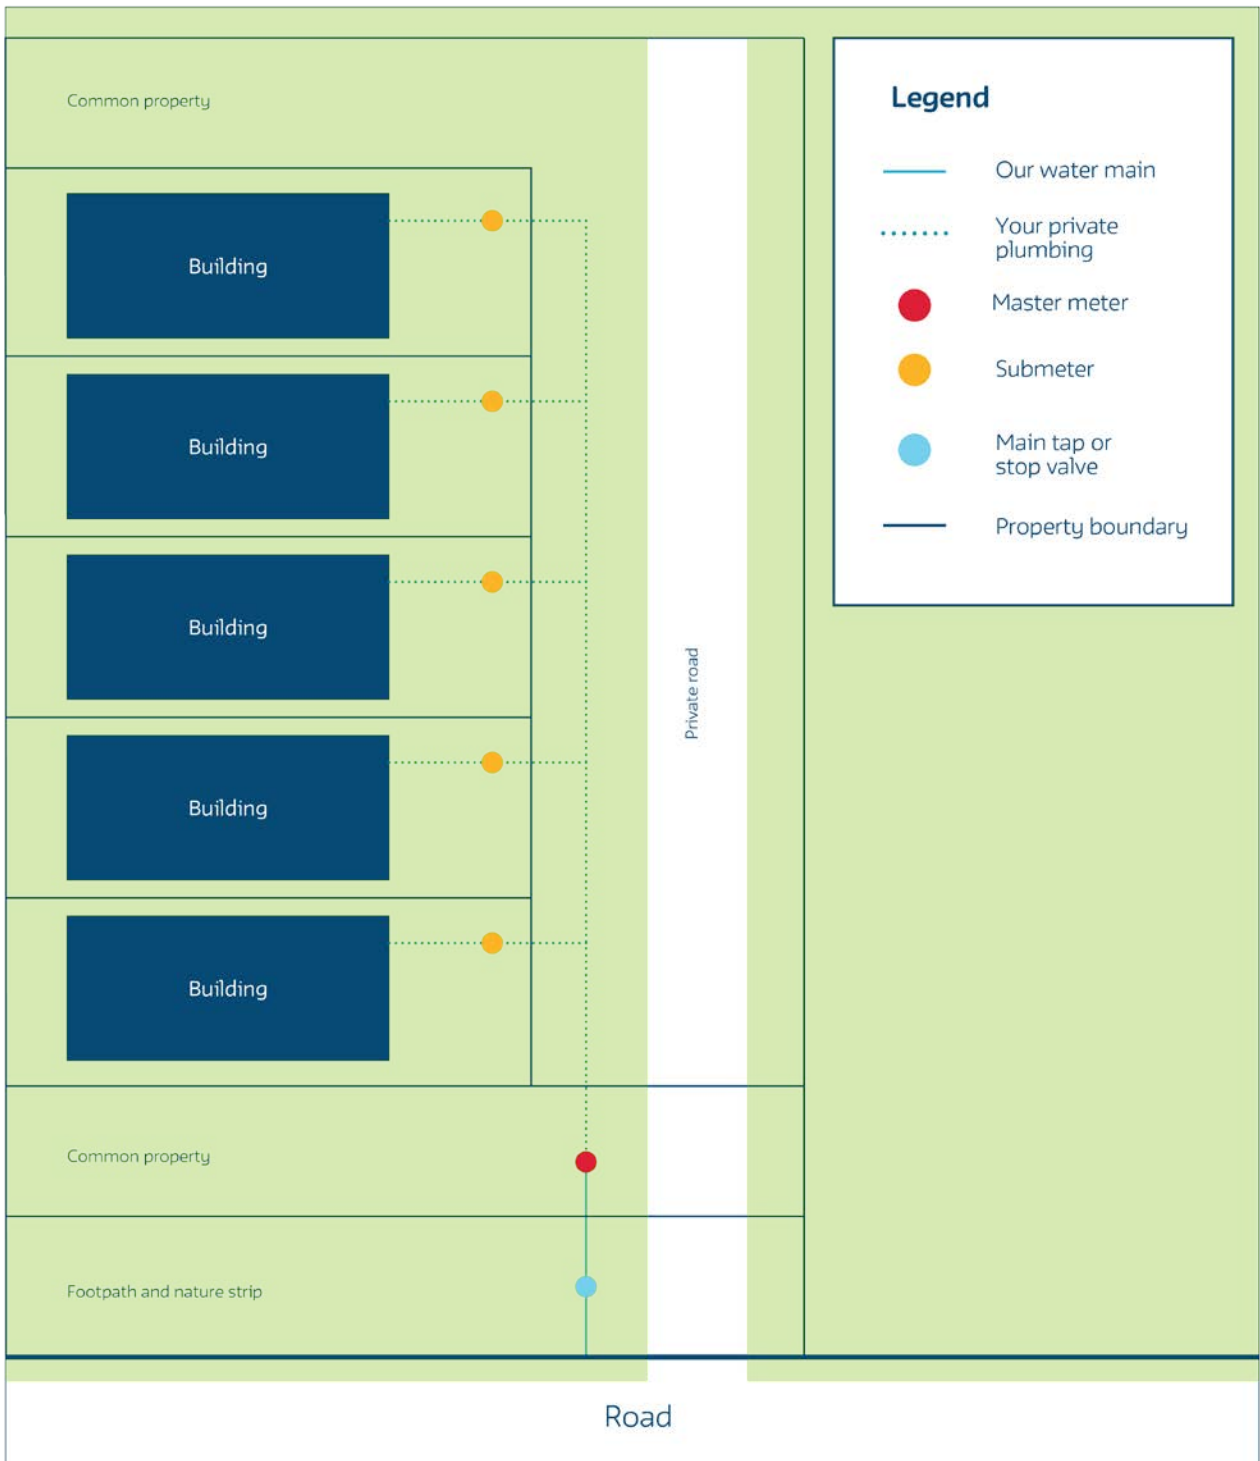 Common property
Legend
Our water main
Your private
plumbing
Master meter
Submeter
Main tap or
stop valve
Property boundary
Building
Building
Building
Private road
Building
Building
Common property
Footpath and nature strip
Road